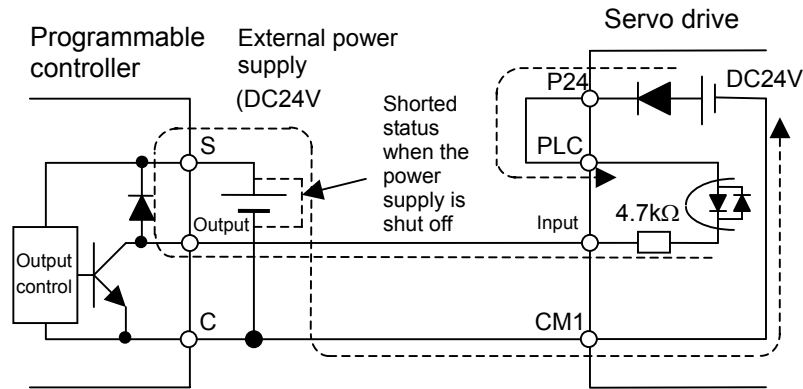 Programmable
controller
External power
supply
(DC24V
Servo drive
P24
DC24V
Shorted
status
when the
power
supply is
shut off
S
PLC
Output
Input
4.7kΩ
Output
control
C
CM1